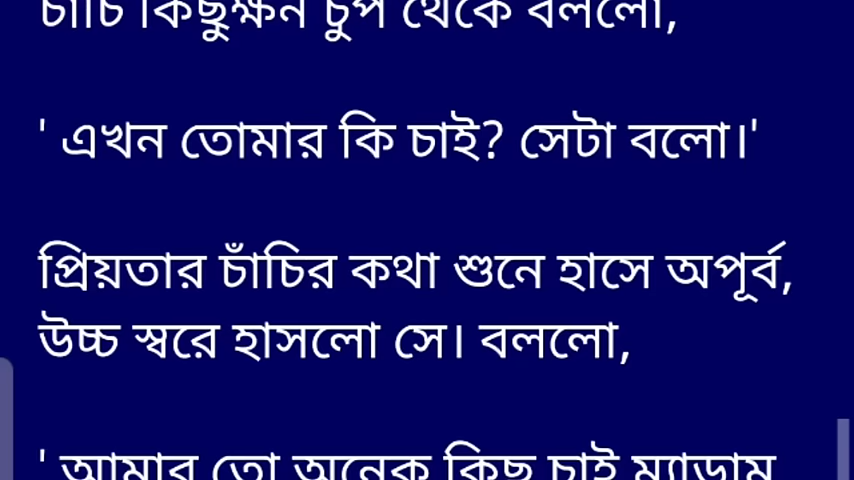 চাচি কিছুক্ষন চুপ থেকে বললো,
' এখন তোমার কি চাই? সেটা বলো।'
প্রিয়তার চাঁচির কথা শুনে হাসে অপূর্ব,
উচ্চ স্বরে হাসলো সে। বললো,
' আমার তো অনেক কিছু চাই ম্যাডাম